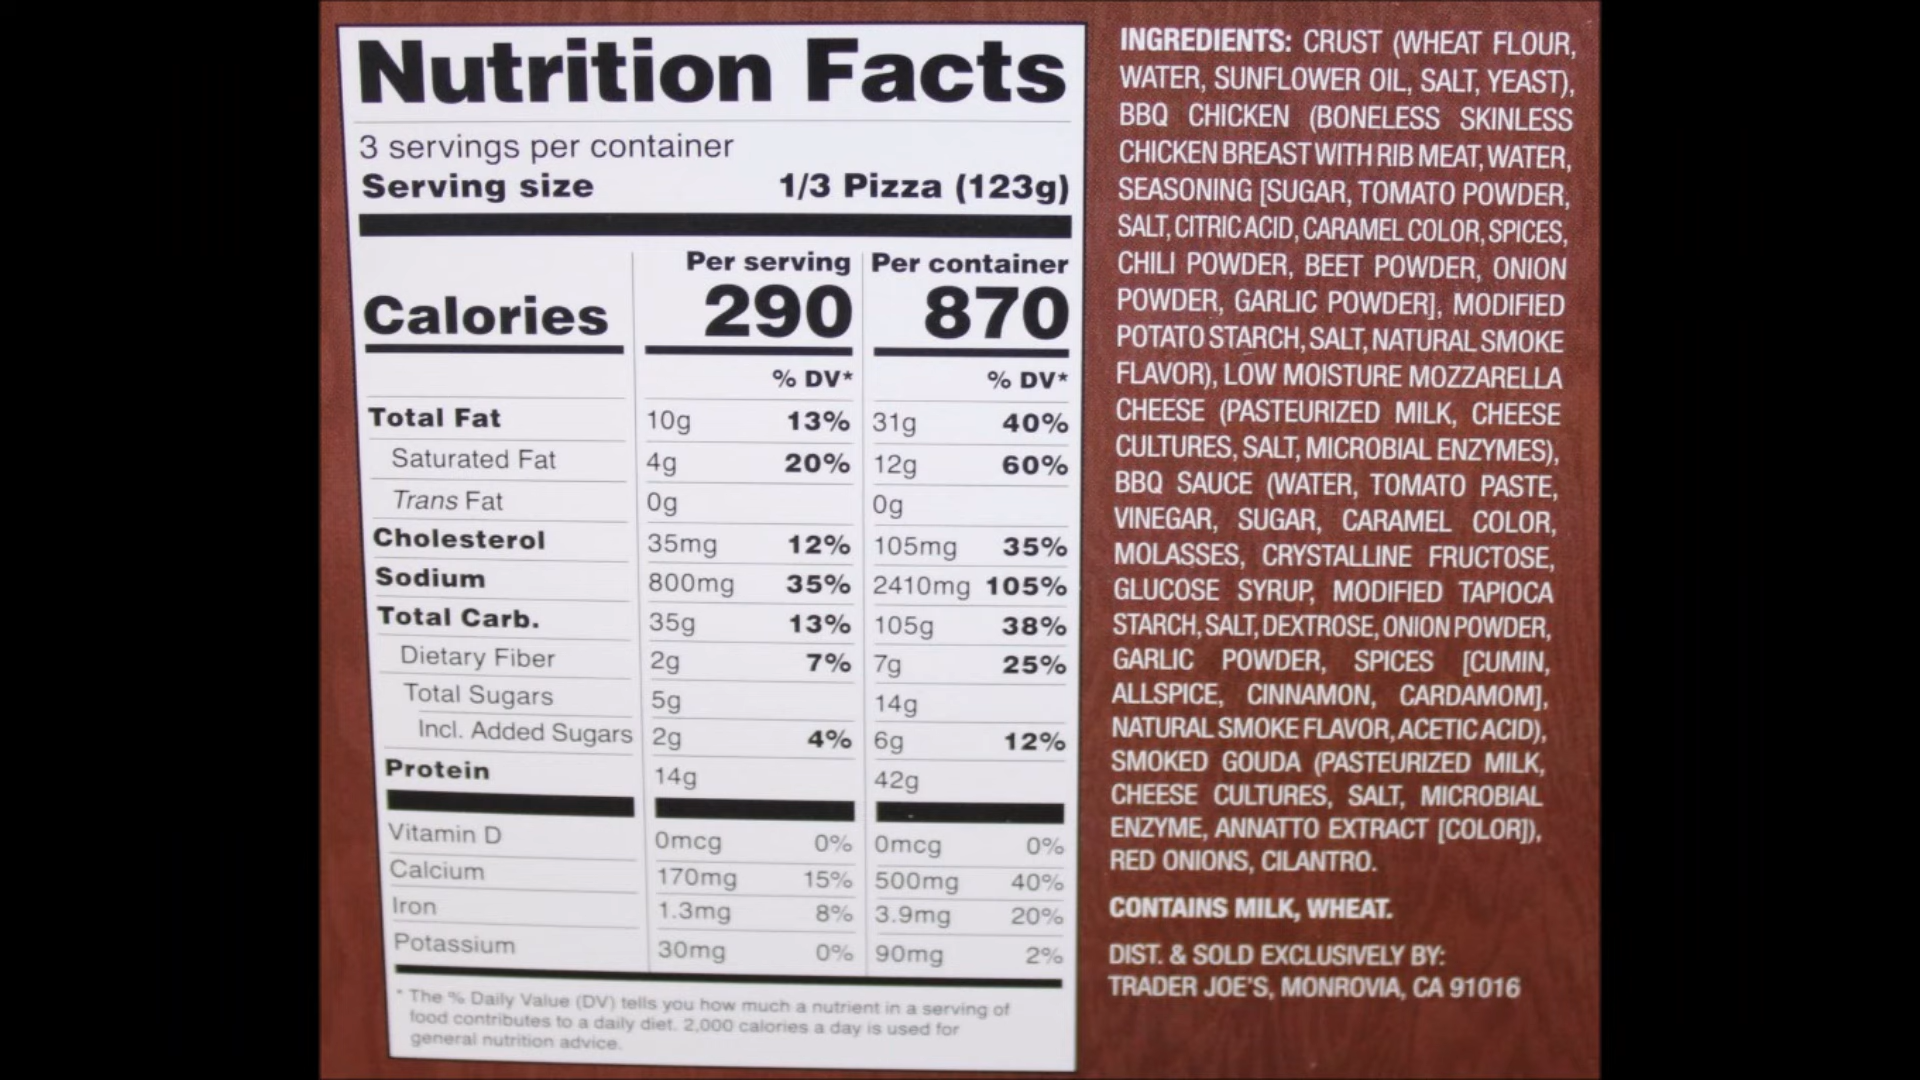 Nutrition Facts
3 servings per container
Serving size 1/3 Pizza (123g)
Per serving Per container
Calories 290 870
% DV* % DV*
Total Fat 10g 13% 31g 40%
Saturated Fat 4g 20% 12g 60%
Trans Fat 0g 0g
Cholesterol 35mg 12% 105mg 35%
Sodium 800mg 35% 2410mg 105%
Total Carb. 35g 13% 105g 38%
Dietary Fiber 2g 7% 7g 25%
Total Sugars 5g 14g
Incl. Added Sugars 2g 4% 6g 12%
Protein 14g 42g
Vitamin D 0mcg 0% 0mcg 0%
Calcium 170mg 15% 500mg 40%
Iron 1.3mg 8% 3.9mg 20%
Potassium 30mg 0% 90mg 2%
* The % Daily Value (DV) tells you how much a nutrient in a serving of
food contributes to a daily diet. 2,000 calories a day is used for
general nutrition advice.
INGREDIENTS: CRUST (WHEAT FLOUR,
WATER, SUNFLOWER OIL, SALT, YEAST),
BBQ CHICKEN (BONELESS SKINLESS
CHICKEN BREAST WITH RIB MEAT, WATER,
SEASONING [SUGAR, TOMATO POWDER,
SALT, CITRIC ACID, CARAMEL COLOR, SPICES,
CHILI POWDER, BEET POWDER, ONION
POWDER, GARLIC POWDER], MODIFIED
POTATO STARCH, SALT, NATURAL SMOKE
FLAVOR), LOW MOISTURE MOZZARELLA
CHEESE (PASTEURIZED MILK, CHEESE
CULTURES, SALT, MICROBIAL ENZYMES),
BBQ SAUCE (WATER, TOMATO PASTE,
VINEGAR, SUGAR, CARAMEL COLOR,
MOLASSES, CRYSTALLINE FRUCTOSE,
GLUCOSE SYRUP, MODIFIED TAPIOCA
STARCH, SALT, DEXTROSE, ONION POWDER,
GARLIC POWDER, SPICES [CUMIN,
ALLSPICE, CINNAMON, CARDAMOM],
NATURAL SMOKE FLAVOR, ACETIC ACID),
SMOKED GOUDA (PASTEURIZED MILK,
CHEESE CULTURES, SALT, MICROBIAL
ENZYME, ANNATTO EXTRACT [COLOR]),
RED ONIONS, CILANTRO.
CONTAINS MILK, WHEAT.
DIST. & SOLD EXCLUSIVELY BY:
TRADER JOE'S, MONROVIA, CA 91016